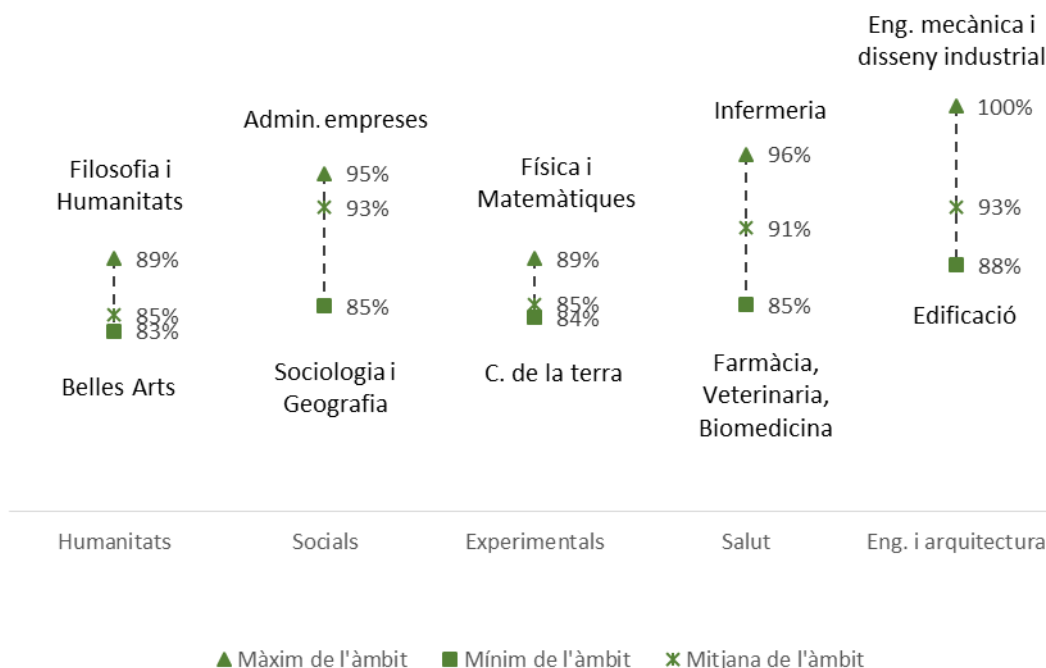 Filosofia i
Humanitats
89%
85%
83%
Belles Arts
Admin. empreses
95%
93%
85%
Sociologia i
Geografia
Física i
Matemàtiques
89%
85%
84%
C. de la terra
Infermeria
96%
91%
85%
Farmàcia,
Veterinaria,
Biomedicina
Eng. mecànica i
disseny industrial
100%
93%
88%
Edificació
Humanitats
Socials
Experimentals
Salut
Eng. i arquitectura
Màxim de l'àmbit
Mínim de l'àmbit
Mitjana de l'àmbit